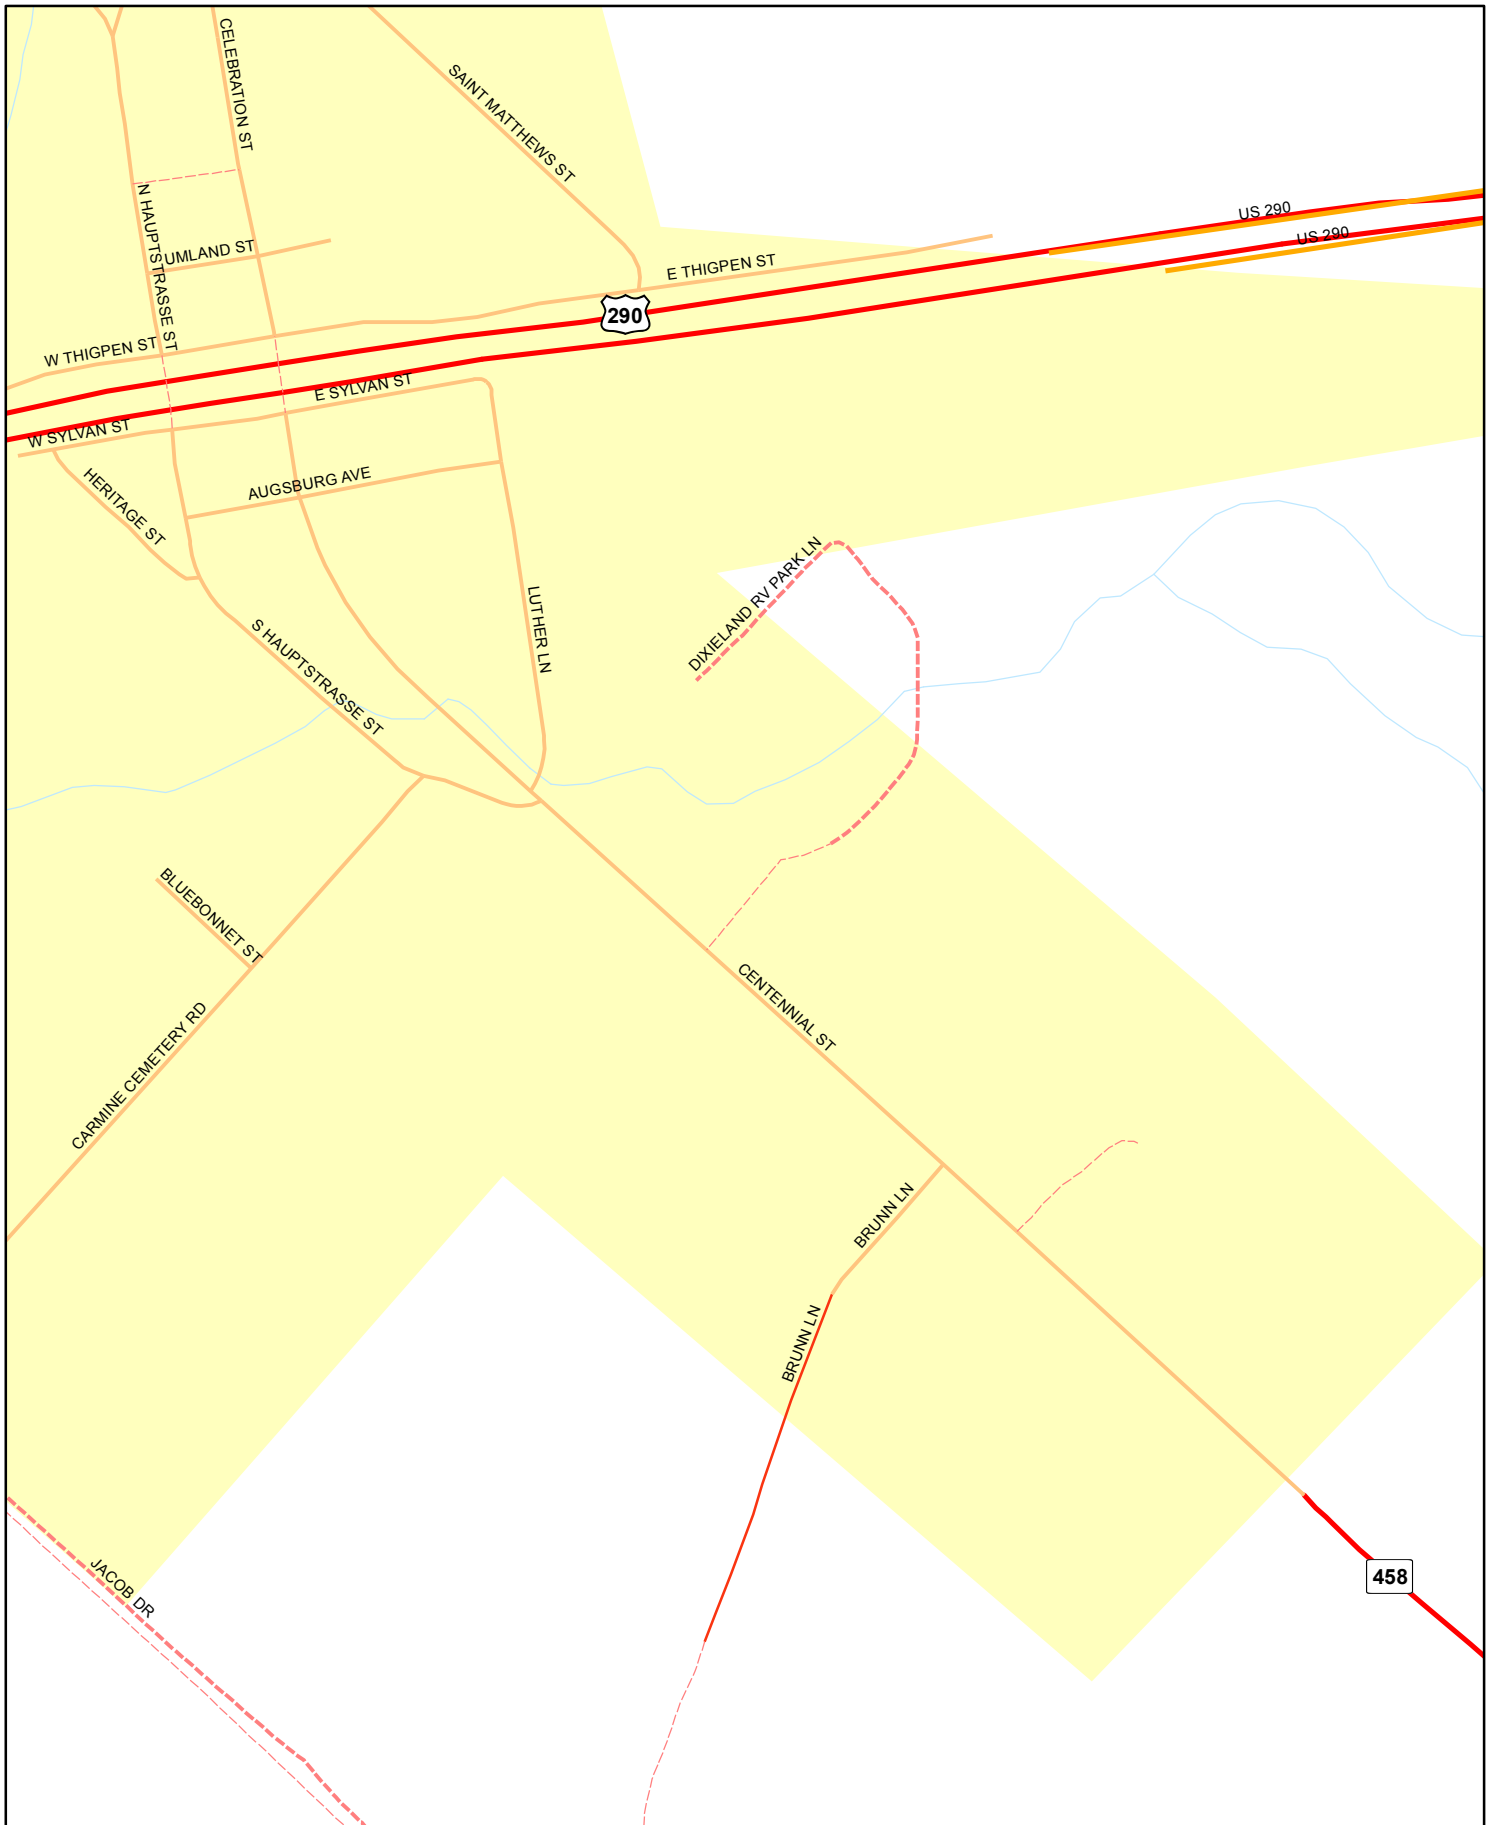 CELEBRATION ST
SAINT MATTHEWS ST
N HAUPTSTRASSE ST
US 290
US 290
UMLAND ST
E THIGPEN ST
290
W THIGPEN ST
E SYLVAN ST
W SYLVAN ST
HERITAGE ST
AUGSBURG AVE
DIXIELAND RV PARK LN
LUTHER LN
S HAUPTSTRASSE ST
BLUEBONNET ST
CENTENNIAL ST
CARMINE CEMETERY RD
BRUNN LN
BRUNN LN
JACOB DR
458